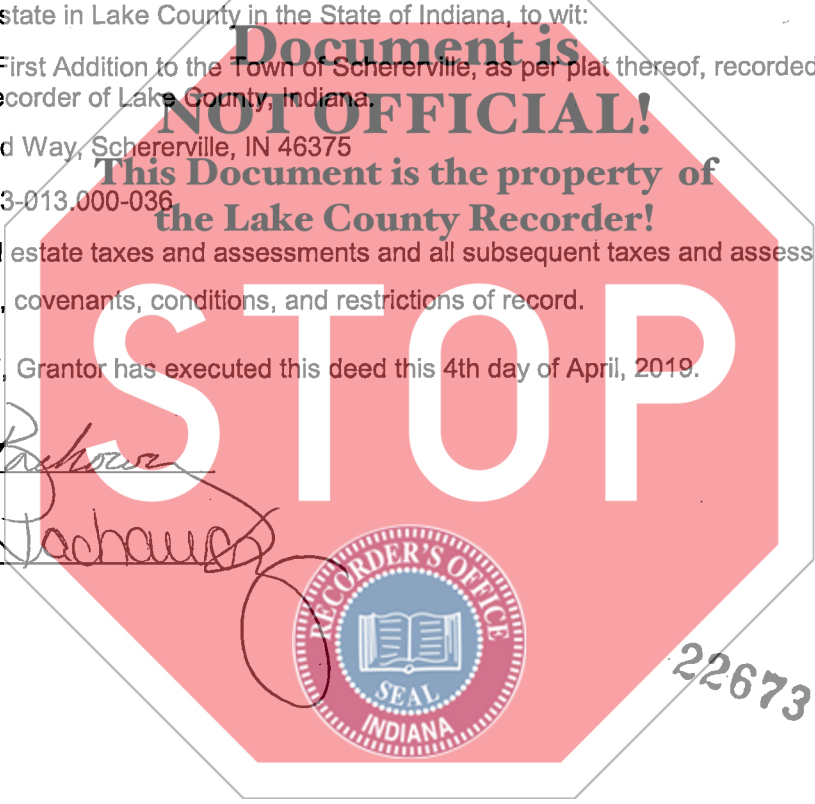 state in Lake County in the State of Indiana, to wit:
Document is
First Addition to the Town of Schererville, as per plat thereof, recorded
ecorder of Lake County, Indiana.
NOT OFFICIAL!
d Way, Schererville, IN 46375
This Document is the property of
3-013.000-036
the Lake County Recorder!
l estate taxes and assessments and all subsequent taxes and assess
, covenants, conditions, and restrictions of record.
STOP
, Grantor has executed this deed this 4th day of April, 2019.
RECORDER'S OFFICE
SEAL
INDIANA
22673